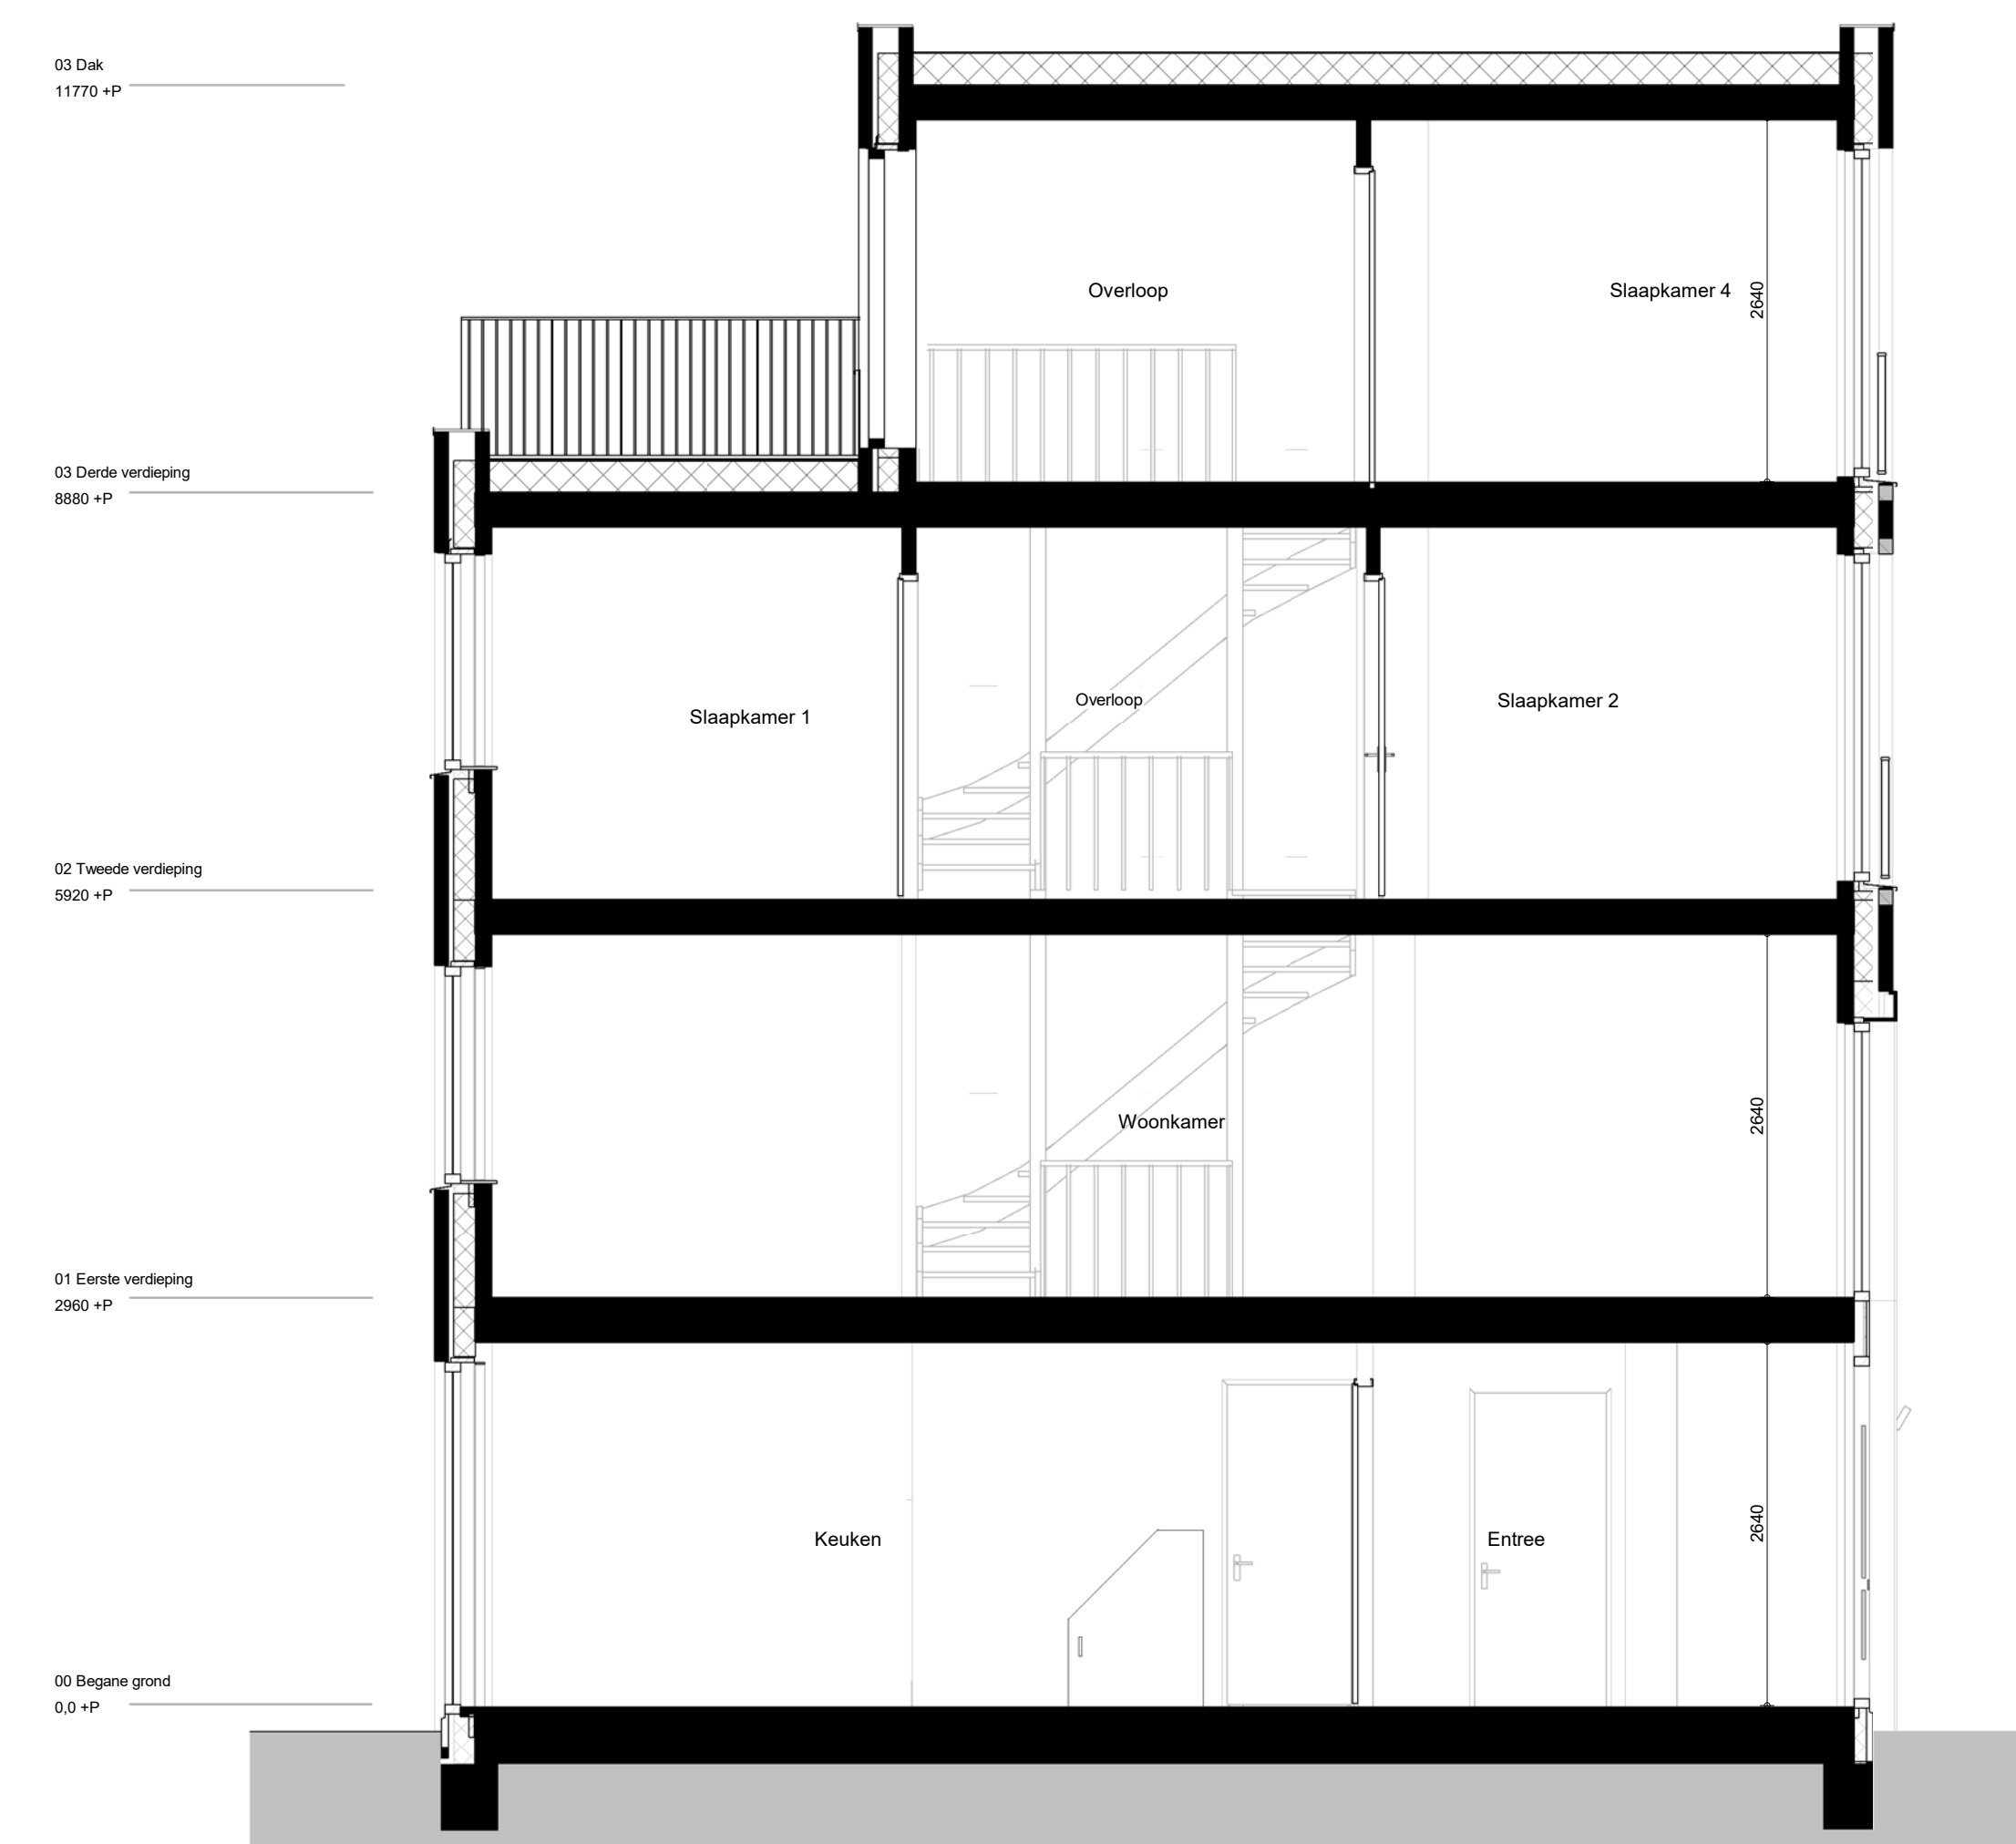 03 Dak
11770 +P
Overloop
Slaapkamer 4
2640
03 Derde verdieping
8880 +P
Slaapkamer 1
Overloop
Slaapkamer 2
02 Tweede verdieping
5920 +P
Woonkamer
2640
01 Eerste verdieping
2960 +P
Keuken
Entree
2640
00 Begane grond
0,0 +P